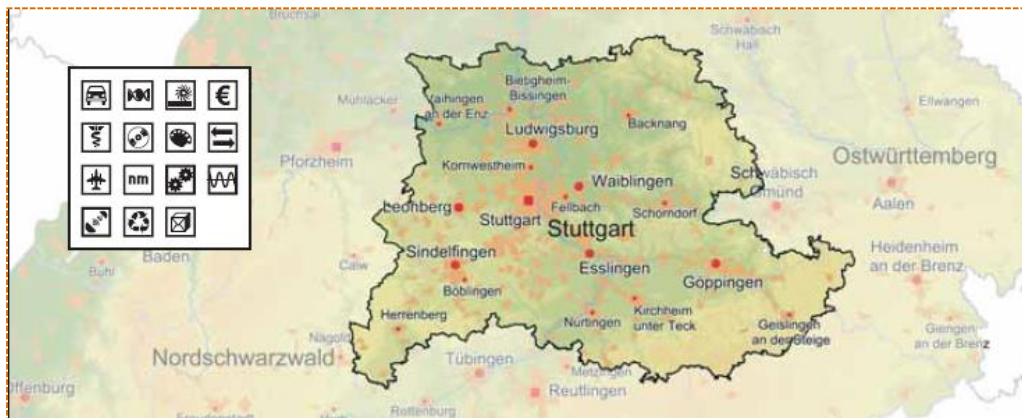 Bruchsal
Schwäbisch
Hall
Bietigheim-
Bissingen
Mühlacker
Vaihingen
an der Enz
Ellwangen
Backnang
Ludwigsburg
Pforzheim
Kornwestheim
Ostwürttemberg
Waiblingen
Schwäbisch
Gmünd
Leonberg
Fellbach
Schorndorf
Aalen
Stuttgart
Stuttgart
Heidenheim
an der Brenz
Sindelfingen
Esslingen
Baden
Calw
Bühl
Göppingen
Böblingen
Herrenberg
Nürtingen
Kirchheim
unter Teck
Geislingen
an der Steige
Giengen
an der Brenz
Nagold
Nordschwarzwald
Tübingen
Metzingen
Reutlingen
Offenburg
Rottenburg
Freudenstadt
€
nm